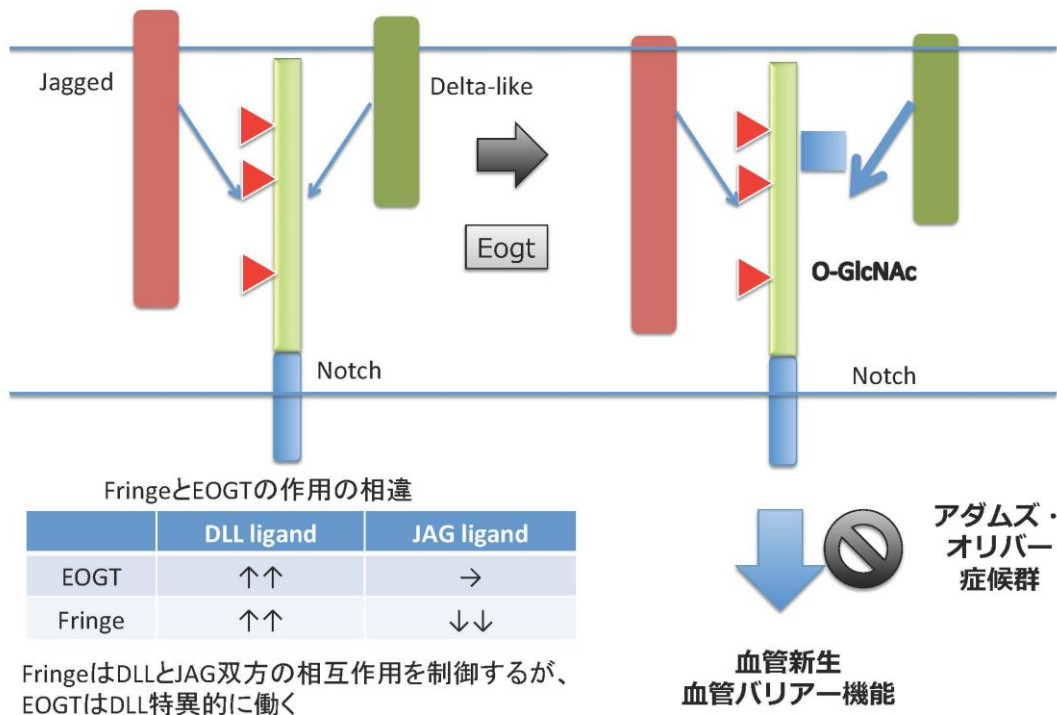 Jagged
Delta-like
Eogt
O-GlcNAc
Notch
Notch
FringeとEOGTの作用の相違
DLL ligand JAG ligand
EOGT ↑↑ →
Fringe ↑↑ ↓↓
FringeはDLLとJAG双方の相互作用を制御するが、
EOGTはDLL特異的に働く
アダムズ・
オリバー
症候群
血管新生
血管バリアー機能